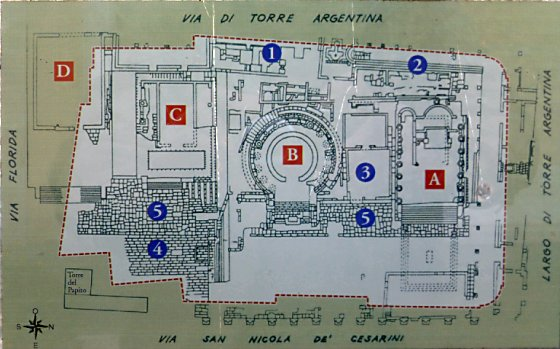 VIA DI TORRE ARGENTINA
1
2
D
C
B
A
3
5
5
4
VIA FLORIDA
LARGO DI TORRE ARGENTINA
Torre
del
Papito
S
O
E
N
VIA SAN NICOLA DE' CESARINI